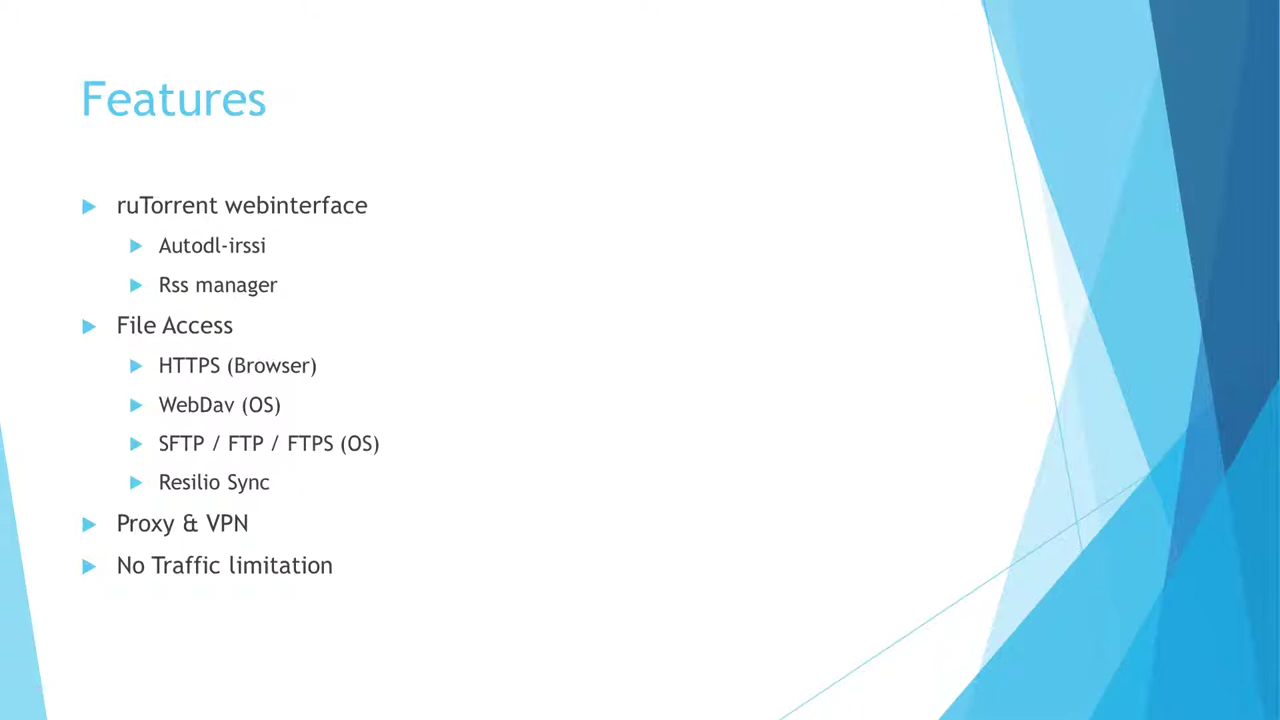 Features
ruTorrent webinterface
Autodl-irssi
Rss manager
File Access
HTTPS (Browser)
WebDav (OS)
SFTP / FTP / FTPS (OS)
Resilio Sync
Proxy & VPN
No Traffic limitation